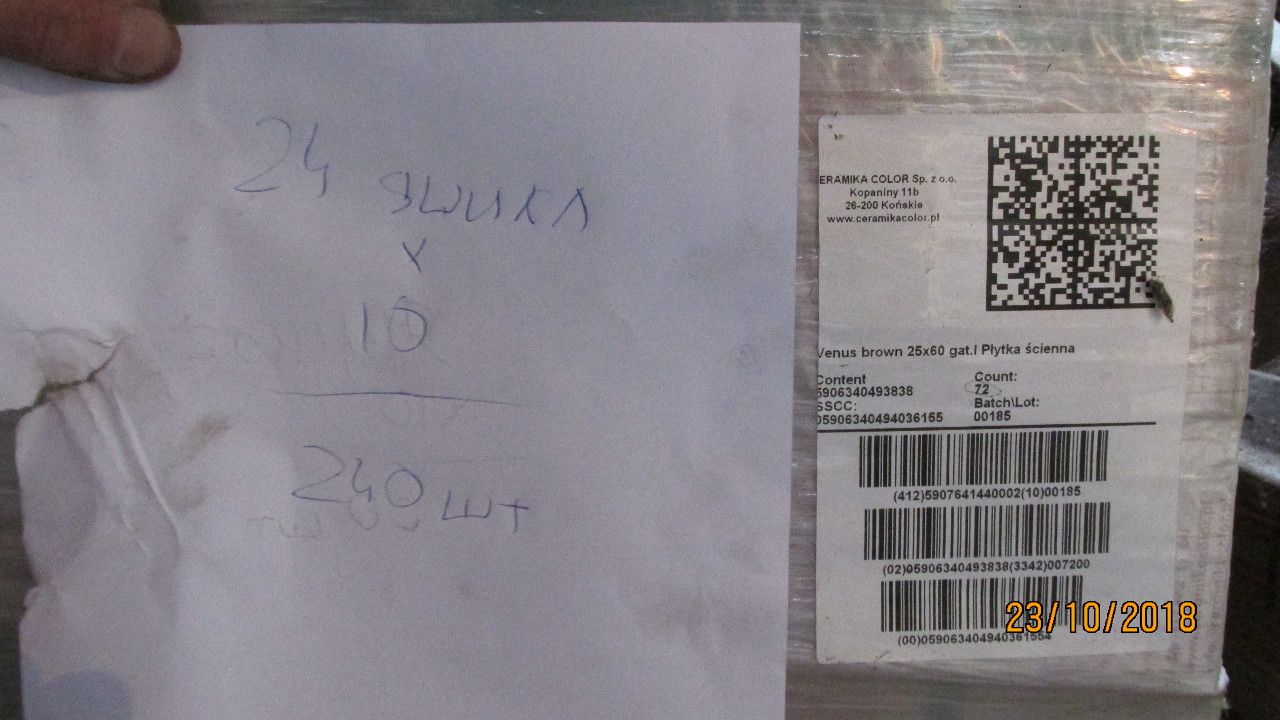 24 ящика
х
10
240 шт
ERAMIKA COLOR Sp. z o.o.
Kopaniny 11b
26-200 Końskie
www.ceramikacolor.pl
Venus brown 25x60 gat.I Płytka ścienna
Content
5906340493838
Count:
72
SSCC:
05906340494036155
Batch\Lot:
00185
(412)5907641440002(10)00185
(02)05906340493838(3342)007200
(00)059063404940361554
23/10/2018